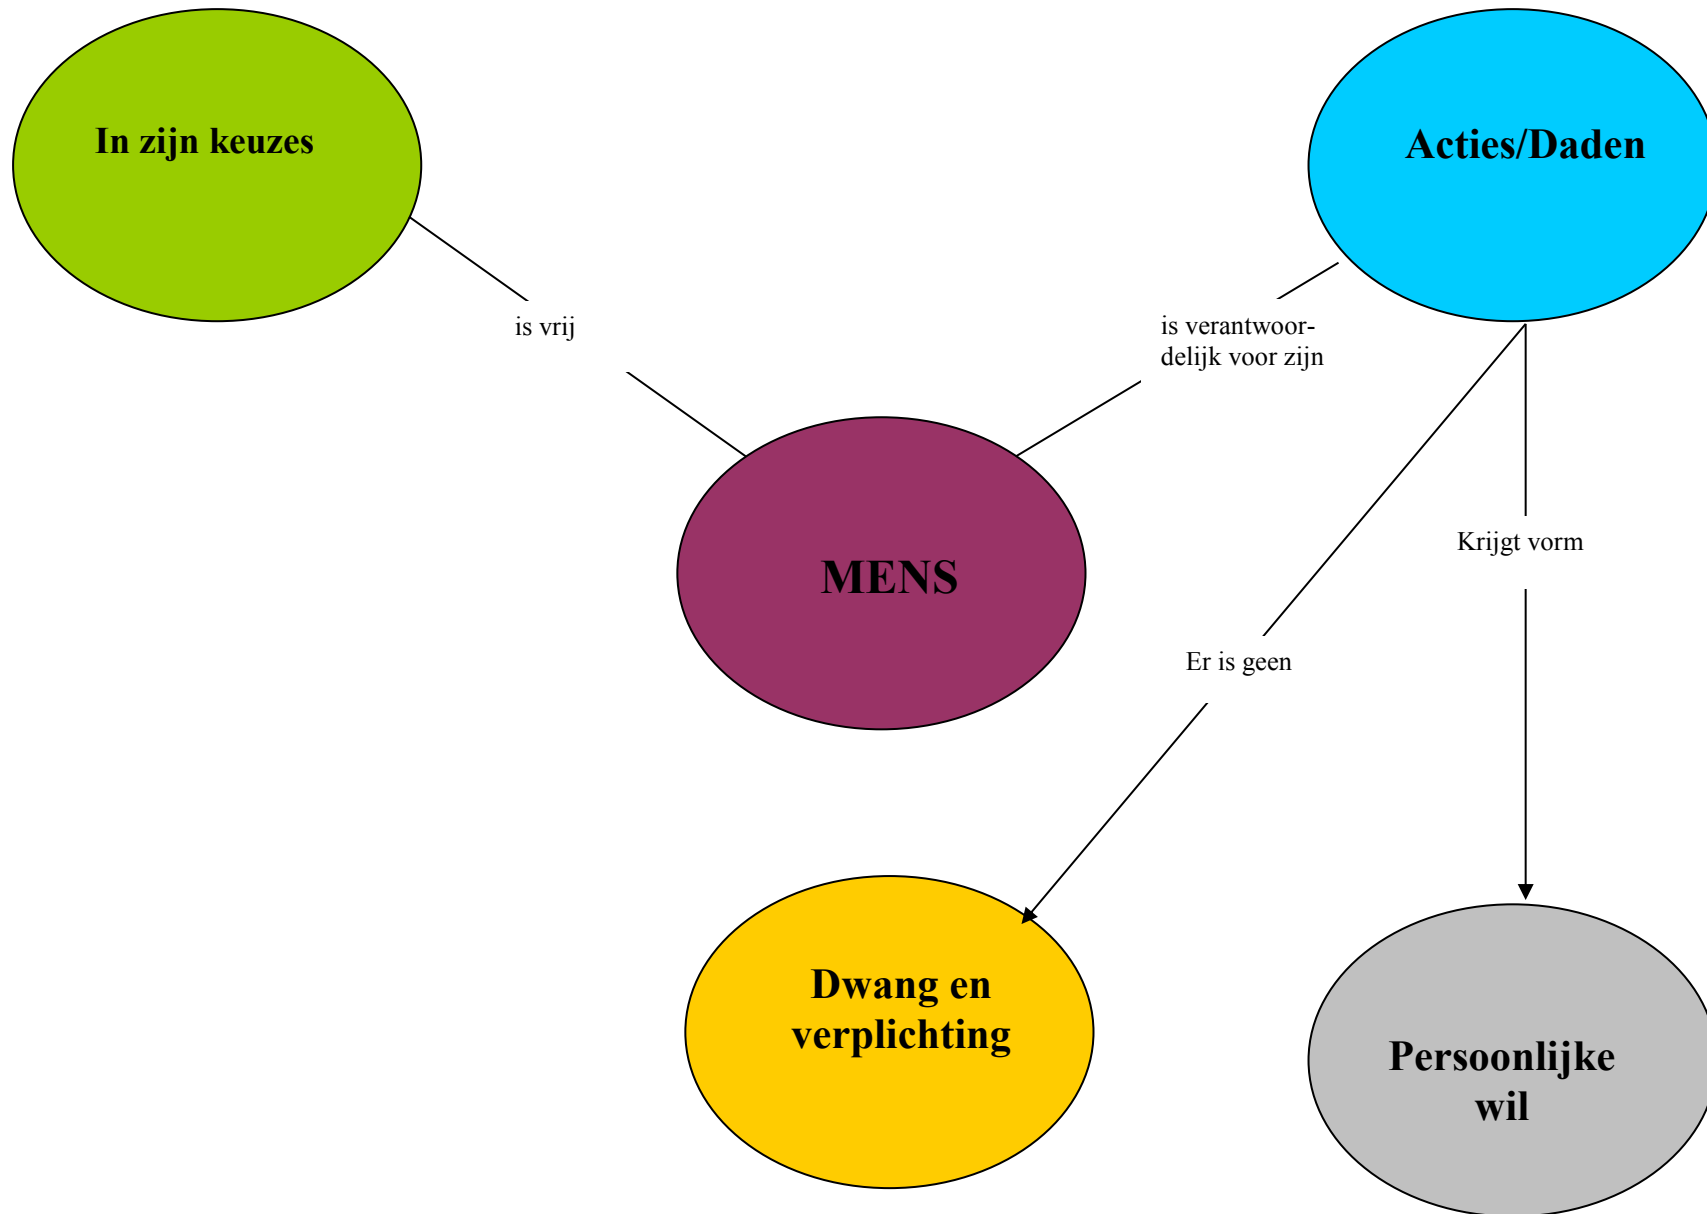 In zijn keuzes
Acties/Daden
is vrij
is verantwoor-
delijk voor zijn
MENS
Krijgt vorm
Er is geen
Dwang en
verplichting
Persoonlijke
wil